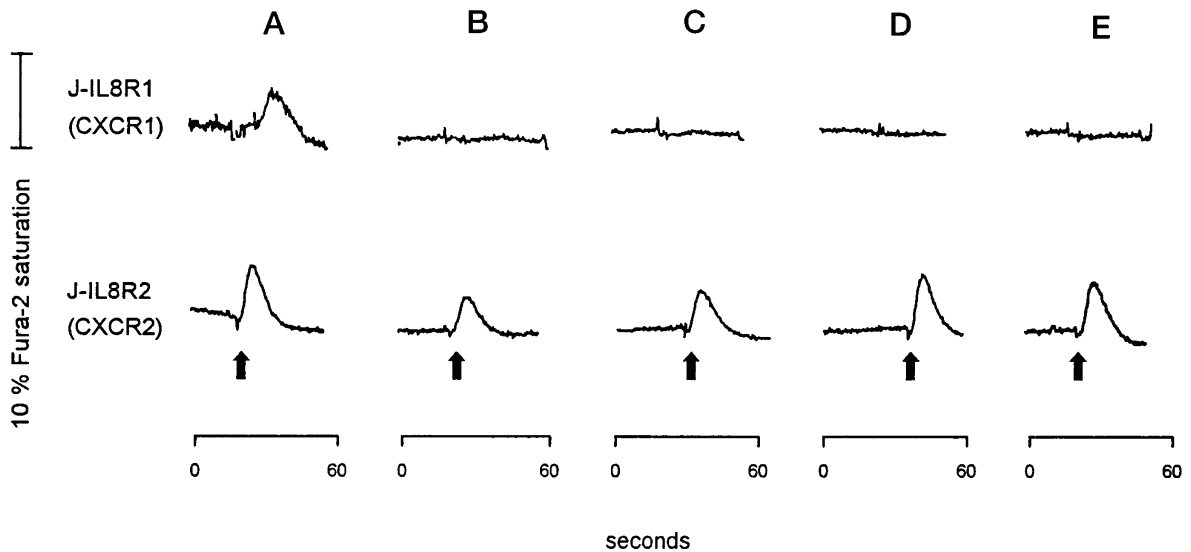 A B C D E
J-IL8R1
(CXCR1)
10 % Fura-2 saturation
J-IL8R2
(CXCR2)
0 60 0 60 0 60 0 60 0 60
seconds